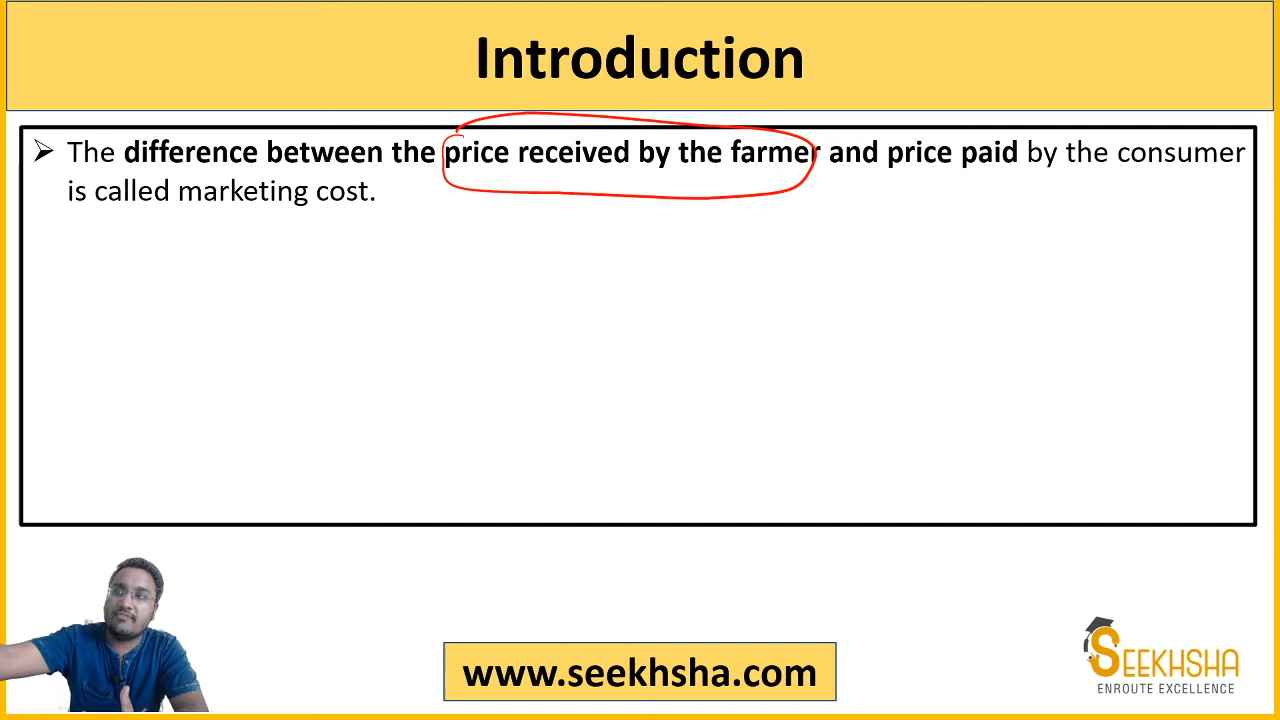 Introduction
The difference between the price received by the farmer and price paid by the consumer
is called marketing cost.
www.seekhsha.com
SEEKHSHA
ENROUTE EXCELLENCE